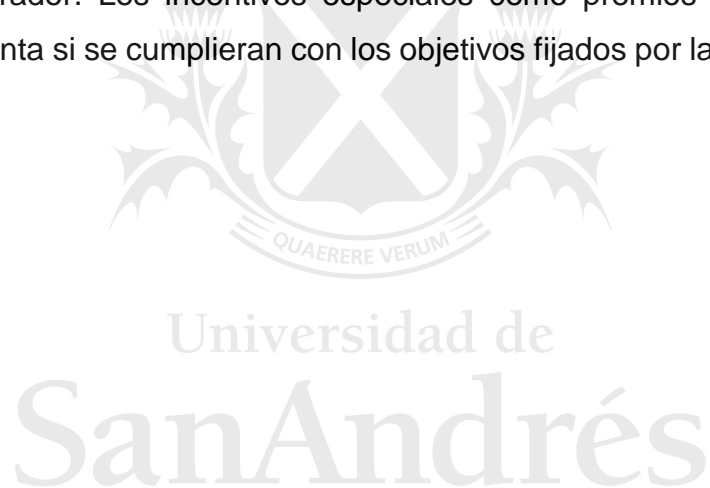 rador. Los incentivos especiales como premios
nta si se cumplieran con los objetivos fijados por la
QUAERERE VERUM
Universidad de
SanAndrés